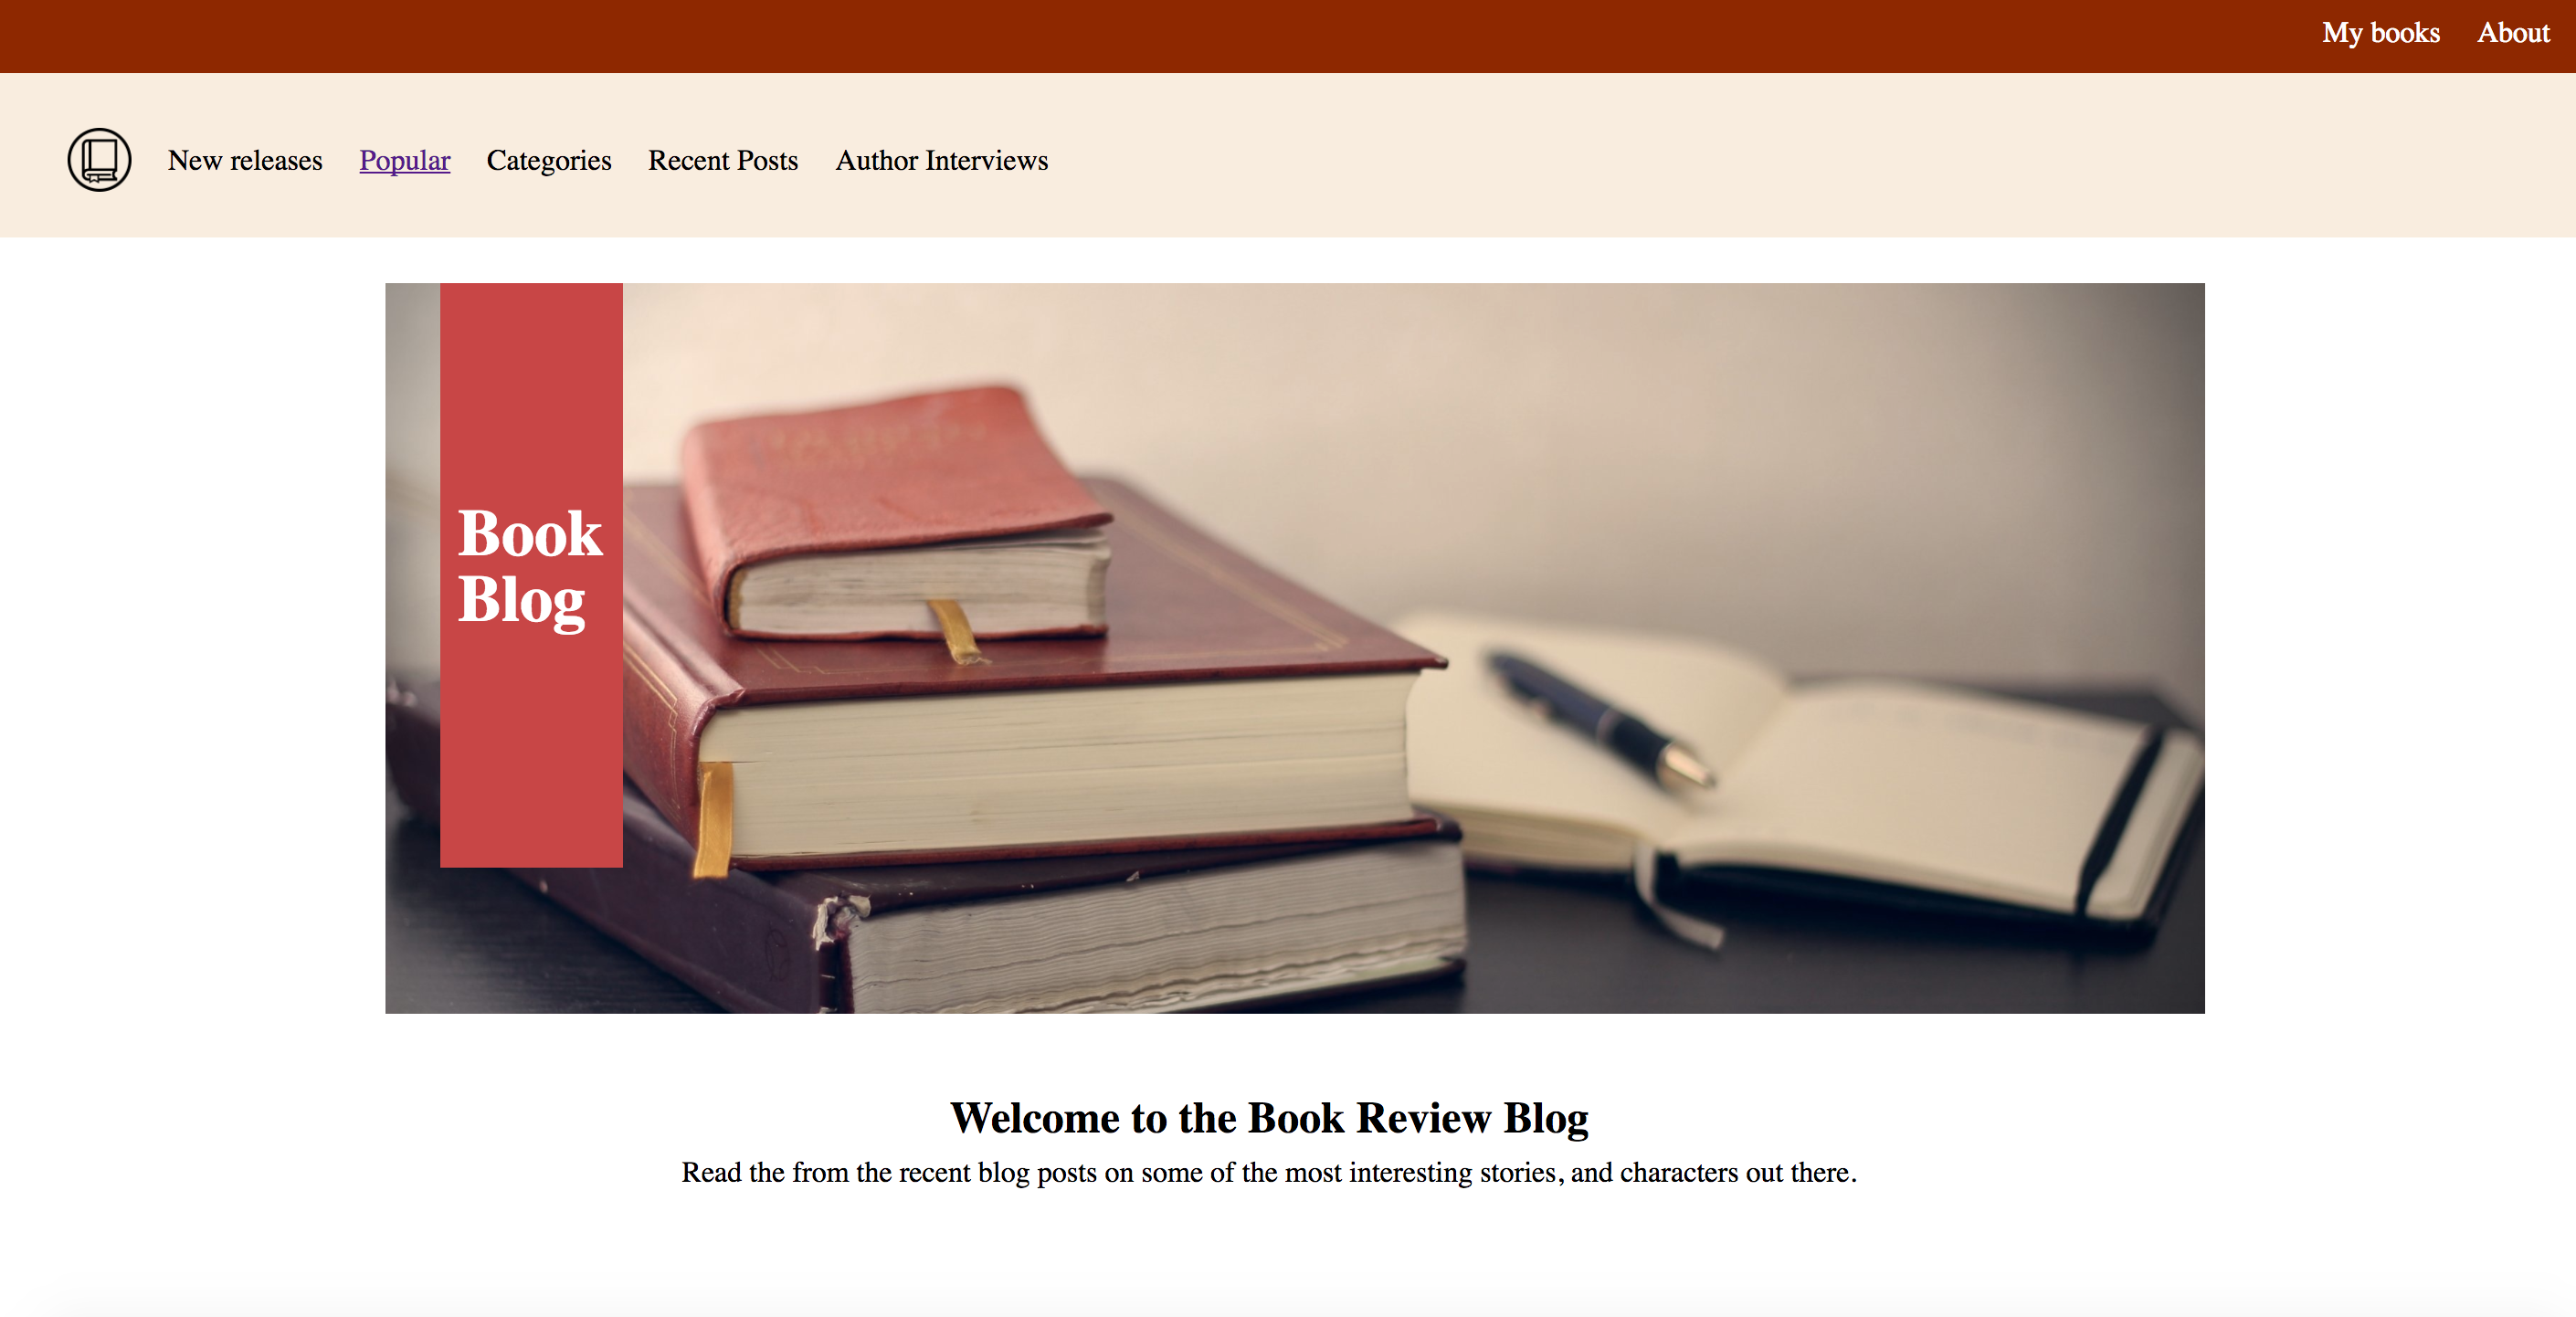 My books About
New releases Popular Categories Recent Posts Author Interviews
Book
Blog
Welcome to the Book Review Blog
Read the from the recent blog posts on some of the most interesting stories, and characters out there.